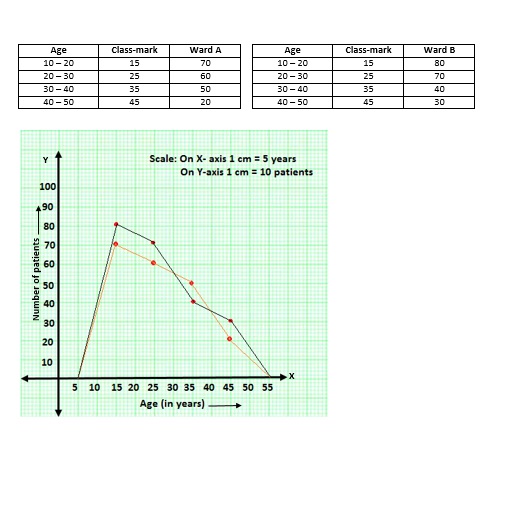 Age Class-mark Ward A
10 – 20 15 70
20 – 30 25 60
30 – 40 35 50
40 – 50 45 20
Age Class-mark Ward B
10 – 20 15 80
20 – 30 25 70
30 – 40 35 40
40 – 50 45 30
Scale: On X- axis 1 cm = 5 years
On Y-axis 1 cm = 10 patients
Y
100
90
80
70
60
50
40
30
20
10
Number of patients
X
5 10 15 20 25 30 35 40 45 50 55
Age (in years)